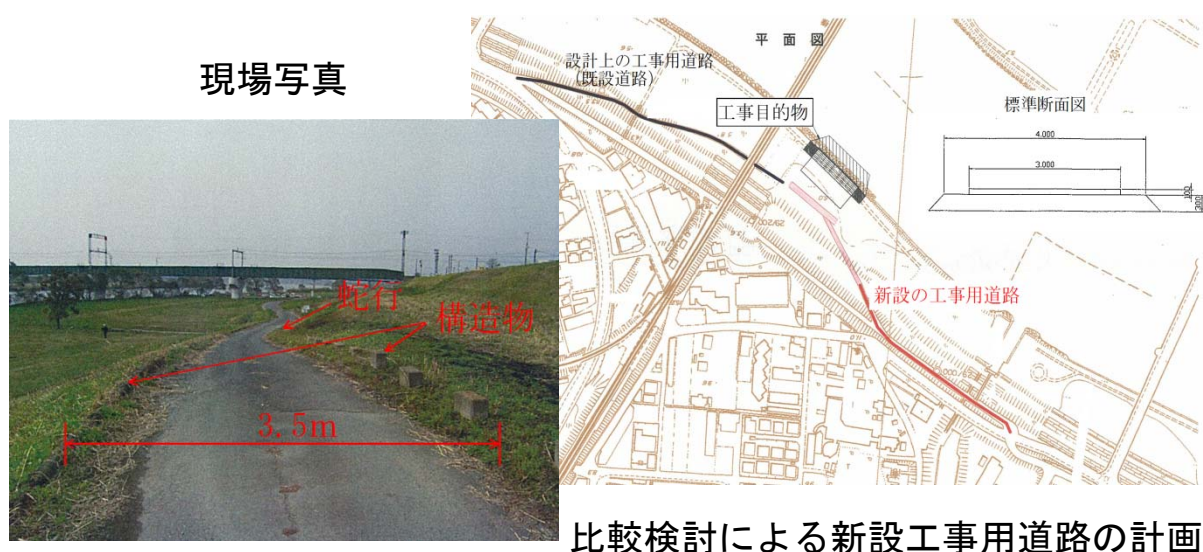 現場写真
蛇行
構造物
3.5m
平面図
設計上の工事用道路
(既設道路)
工事目的物
標準断面図
4.000
3.000
100
300
新設の工事用道路
比較検討による新設工事用道路の計画